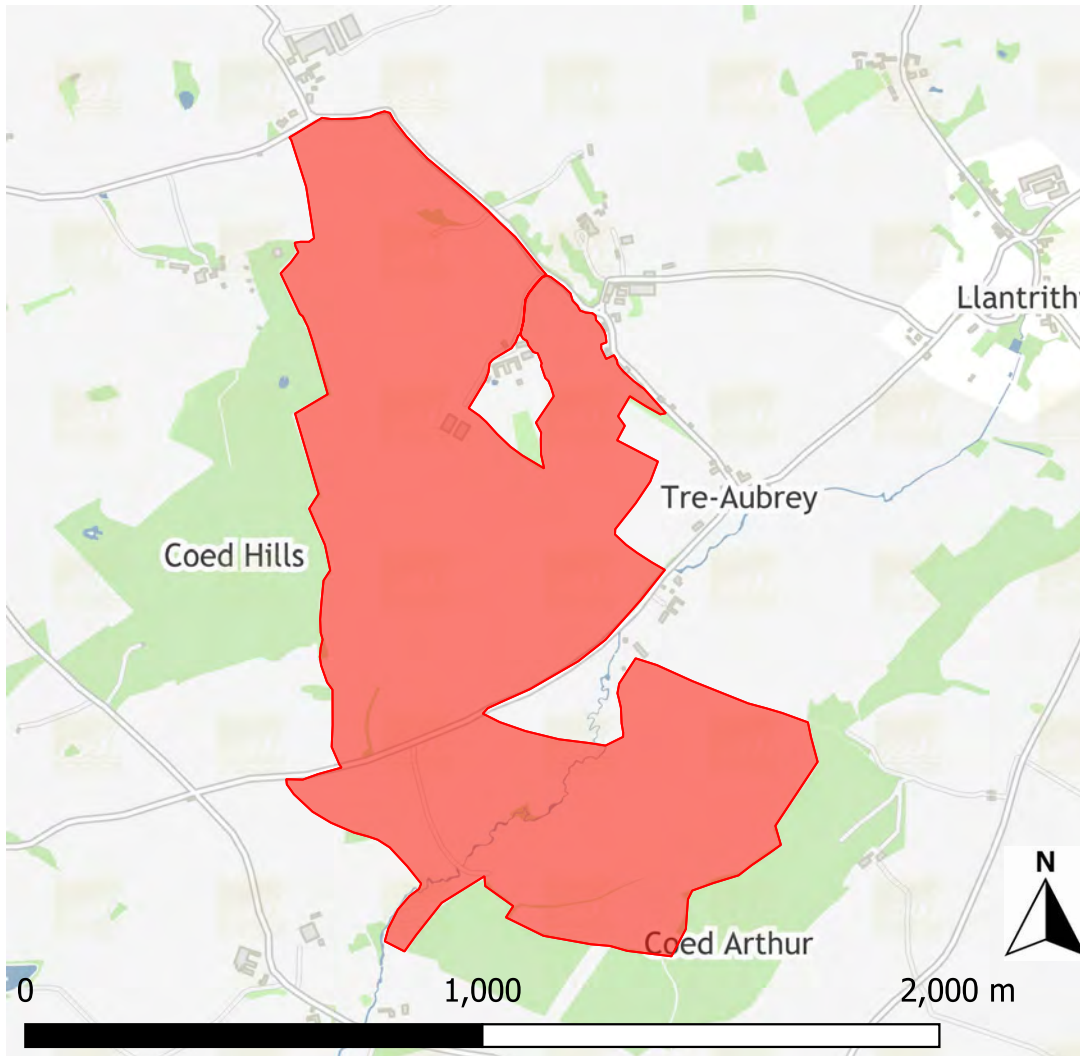 Llantrithy
Tre-Aubrey
Coed Hills
N
Coed Arthur
0 1,000 2,000 m